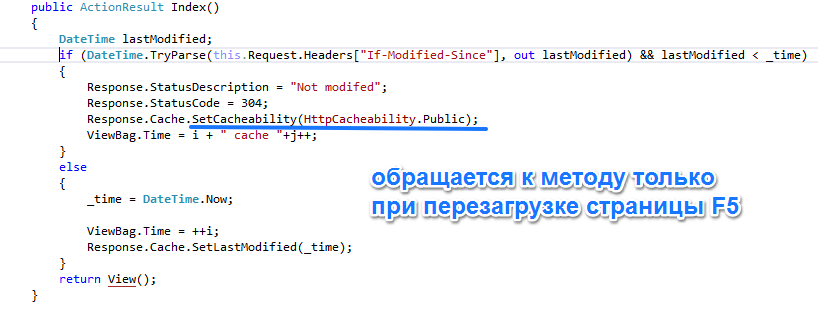 public ActionResult Index()
{
DateTime lastModified;
if (DateTime.TryParse(this.Request.Headers["If-Modified-Since"], out lastModified) && lastModified < _time)
{
Response.StatusDescription = "Not modifed";
Response.StatusCode = 304;
Response.Cache.SetCacheability(HttpCacheability.Public);
ViewBag.Time = i + " cache "+j++;
}
else
{
_time = DateTime.Now;
ViewBag.Time = ++i;
Response.Cache.SetLastModified(_time);
}
return View();
}
обращается к методу только
при перезагрузке страницы F5